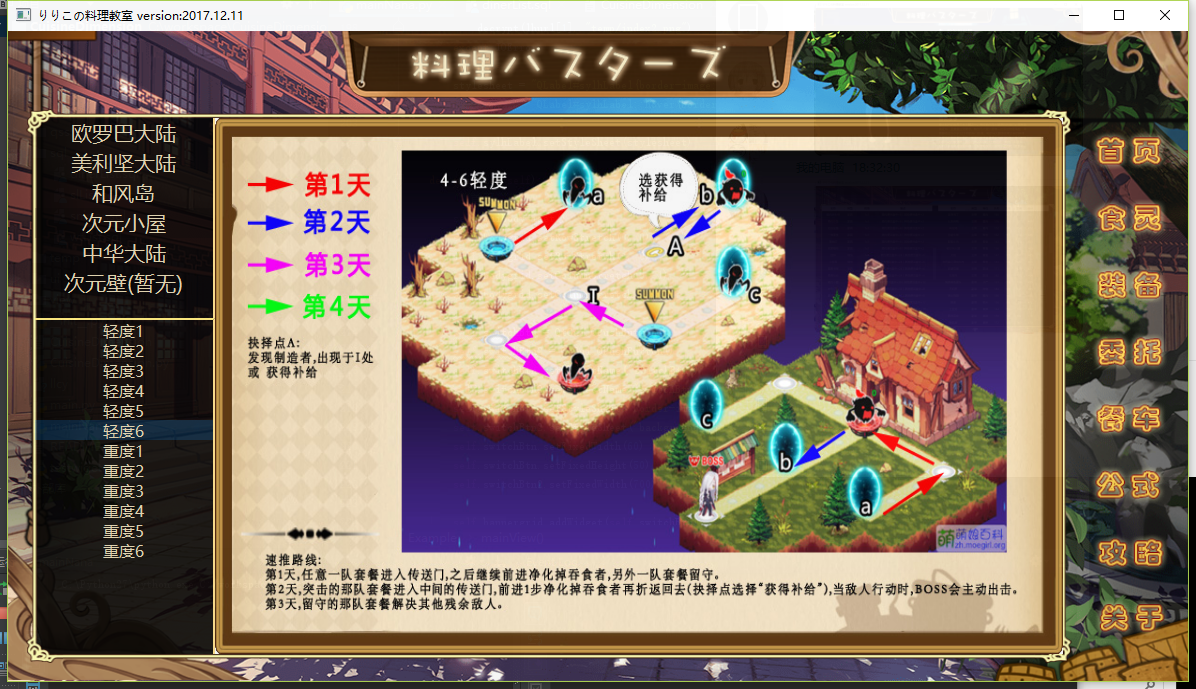 りりこの料理教室 version:2017.12.11
料理バスターズ
欧罗巴大陆
美利坚大陆
和风岛
次元小屋
中华大陆
次元壁(暂无)
轻度1
轻度2
轻度3
轻度4
轻度5
轻度6
重度1
重度2
重度3
重度4
重度5
重度6
第1天
第2天
第3天
第4天
抉择点A:
发现制造者,出现于I处
或 获得补给
4-6轻度
SUMMON
a
选获得
补给
b
A
c
I
SUMMON
c
BOSS
b
a
萌娘百科
zh.moegirl.org
速推路线:
第1天,任意一队套餐进入传送门,之后继续前进净化掉吞食者,另外一队套餐留守。
第2天,突击的那队套餐进入中间的传送门,前进1步净化掉吞食者再折返回去(抉择点选择“获得补给”),当敌人行动时,BOSS会主动出击。
第3天,留守的那队套餐解决其他残余敌人。
首页
食灵
装备
委托
餐车
公式
攻略
关于